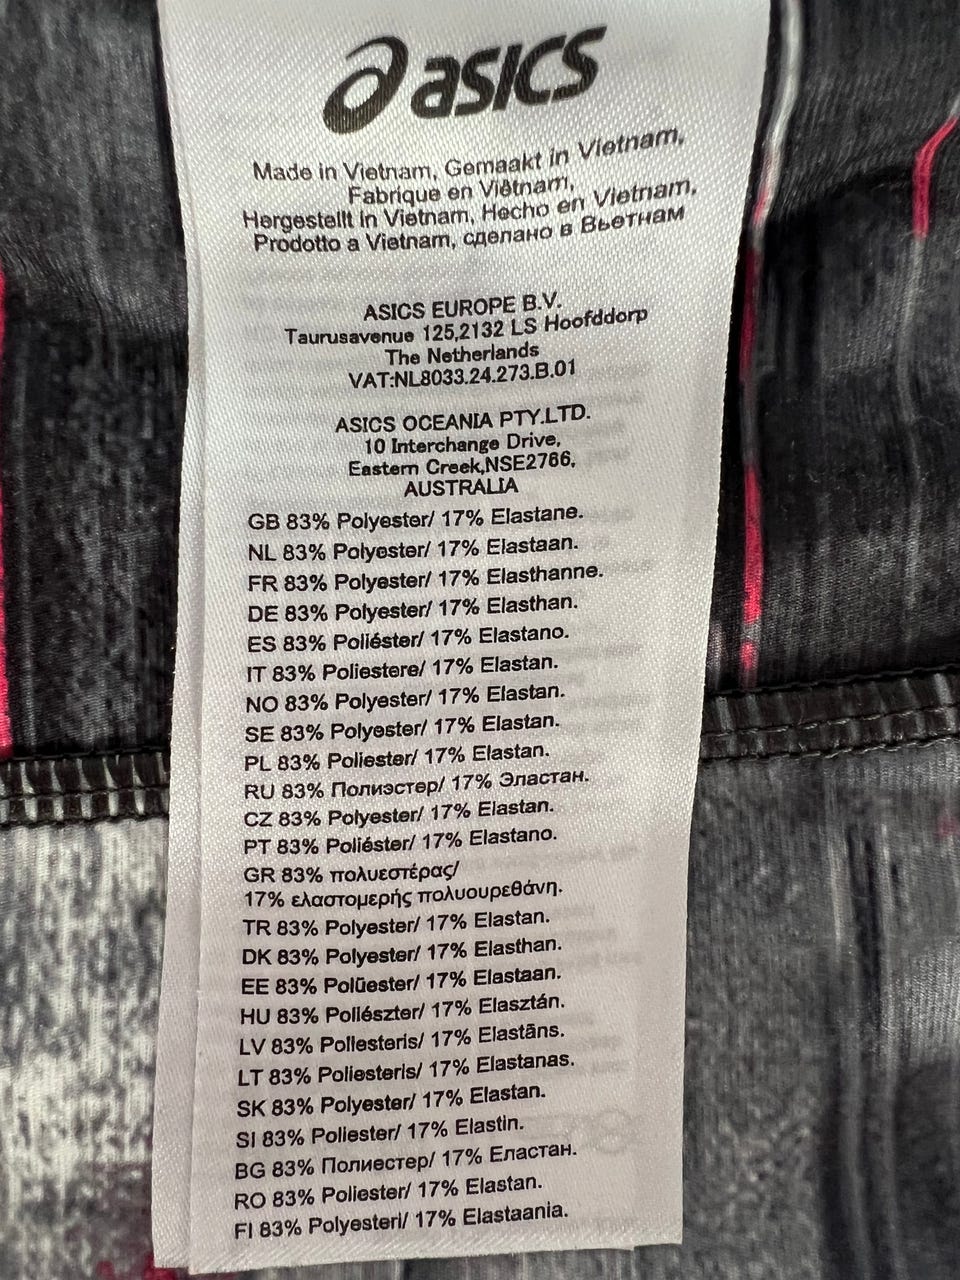 asics
Made in Vietnam, Gemaakt in Vietnam,
Fabrique en Viêtnam,
Hergestellt in Vietnam, Hecho en Vietnam,
Prodotto a Vietnam, сделано в Вьетнам
ASICS EUROPE B.V.
Taurusavenue 125,2132 LS Hoofddorp
The Netherlands
VAT:NL8033.24.273.B.01
ASICS OCEANIA PTY.LTD.
10 Interchange Drive,
Eastern Creek,NSE2766,
AUSTRALIA
GB 83% Polyester/ 17% Elastane.
NL 83% Polyester/ 17% Elastaan.
FR 83% Polyester/ 17% Elasthanne.
DE 83% Polyester/ 17% Elasthan.
ES 83% Poliéster/ 17% Elastano.
IT 83% Poliestere/ 17% Elastan.
NO 83% Polyester/ 17% Elastan.
SE 83% Polyester/ 17% Elastan.
PL 83% Poliester/ 17% Elastan.
RU 83% Полиэстер/ 17% Эластан.
CZ 83% Polyester/ 17% Elastan.
PT 83% Poliéster/ 17% Elastano.
GR 83% πολυεστέρας/
17% ελαστομερής πολυουρεθάνη.
TR 83% Polyester/ 17% Elastan.
DK 83% Polyester/ 17% Elasthan.
EE 83% Polüester/ 17% Elastaan.
HU 83% Poliészter/ 17% Elasztán.
LV 83% Poliesteris/ 17% Elastāns.
LT 83% Poliesteris/ 17% Elastanas.
SK 83% Polyester/ 17% Elastan.
SI 83% Poliester/ 17% Elastin.
BG 83% Полиестер/ 17% Еластан.
RO 83% Poliester/ 17% Elastan.
FI 83% Polyesteri/ 17% Elastaania.